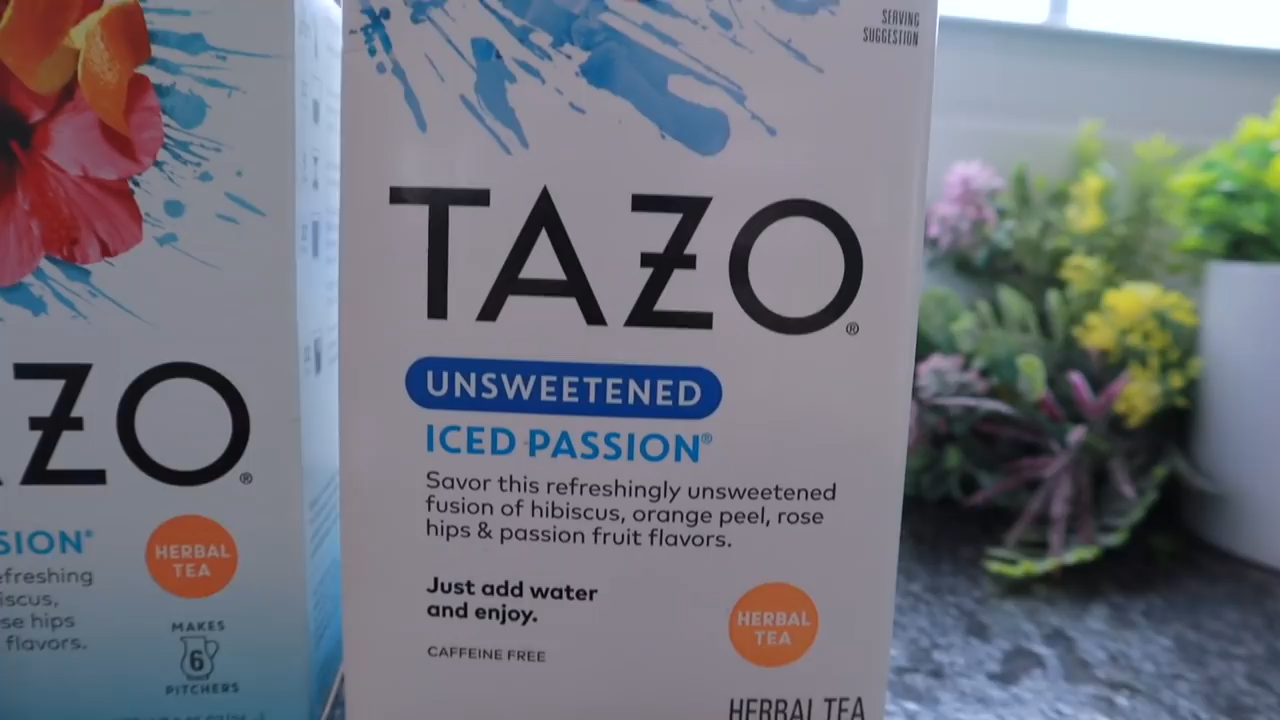 SERVING
SUGGESTION
TAZO®
UNSWEETENED
ICED PASSION®
Savor this refreshingly unsweetened
fusion of hibiscus, orange peel, rose
hips & passion fruit flavors.
Just add water
and enjoy.
CAFFEINE FREE
HERBAL
TEA
HERBAL TEA
ZO®
SION®
HERBAL
TEA
efreshing
iscus,
se hips
flavors.
MAKES
6
PITCHERS